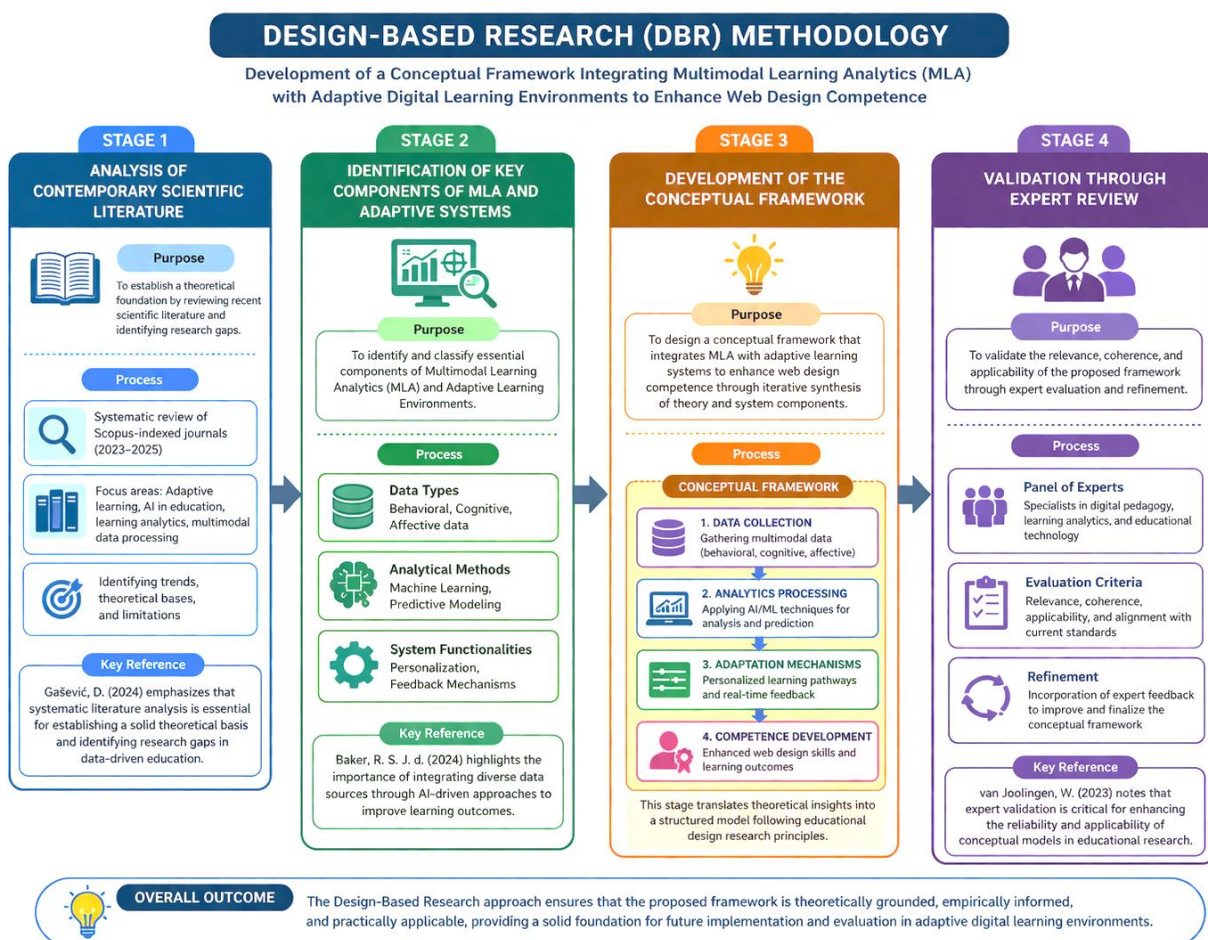 DESIGN-BASED RESEARCH (DBR) METHODOLOGY
Development of a Conceptual Framework Integrating Multimodal Learning Analytics (MLA)
with Adaptive Digital Learning Environments to Enhance Web Design Competence
STAGE 1
ANALYSIS OF
CONTEMPORARY SCIENTIFIC
LITERATURE
Purpose
To establish a theoretical
foundation by reviewing recent
scientific literature and
identifying research gaps.
Process
Systematic review of
Scopus-indexed journals
(2023–2025)
Focus areas: Adaptive
learning, AI in education,
learning analytics, multimodal
data processing
Identifying trends,
theoretical bases,
and limitations
Key Reference
Gašević, D. (2024) emphasizes that
systematic literature analysis is essential
for establishing a solid theoretical basis
and identifying research gaps in
data-driven education.
STAGE 2
IDENTIFICATION OF KEY
COMPONENTS OF MLA AND
ADAPTIVE SYSTEMS
Purpose
To identify and classify essential
components of Multimodal Learning
Analytics (MLA) and Adaptive Learning
Environments.
Process
Data Types
Behavioral, Cognitive,
Affective data
Analytical Methods
Machine Learning,
Predictive Modeling
System Functionalities
Personalization,
Feedback Mechanisms
Key Reference
Baker, R. S. J. d. (2024) highlights the
importance of integrating diverse data
sources through AI-driven approaches to
improve learning outcomes.
STAGE 3
DEVELOPMENT OF THE
CONCEPTUAL FRAMEWORK
Purpose
To design a conceptual framework that
integrates MLA with adaptive learning
systems to enhance web design
competence through iterative synthesis
of theory and system components.
Process
CONCEPTUAL FRAMEWORK
1. DATA COLLECTION
Gathering multimodal data
(behavioral, cognitive, affective)
2. ANALYTICS PROCESSING
Applying AI/ML techniques for
analysis and prediction
3. ADAPTATION MECHANISMS
Personalized learning pathways
and real-time feedback
4. COMPETENCE DEVELOPMENT
Enhanced web design skills and
learning outcomes
This stage translates theoretical insights into
a structured model following educational
design research principles.
STAGE 4
VALIDATION THROUGH
EXPERT REVIEW
Purpose
To validate the relevance, coherence, and
applicability of the proposed framework
through expert evaluation and refinement.
Process
Panel of Experts
Specialists in digital pedagogy,
learning analytics, and educational
technology
Evaluation Criteria
Relevance, coherence,
applicability, and alignment with
current standards
Refinement
Incorporation of expert feedback
to improve and finalize the
conceptual framework
Key Reference
van Joolingen, W. (2023) notes that
expert validation is critical for enhancing
the reliability and applicability of
conceptual models in educational research.
OVERALL OUTCOME
The Design-Based Research approach ensures that the proposed framework is theoretically grounded, empirically informed,
and practically applicable, providing a solid foundation for future implementation and evaluation in adaptive digital learning environments.